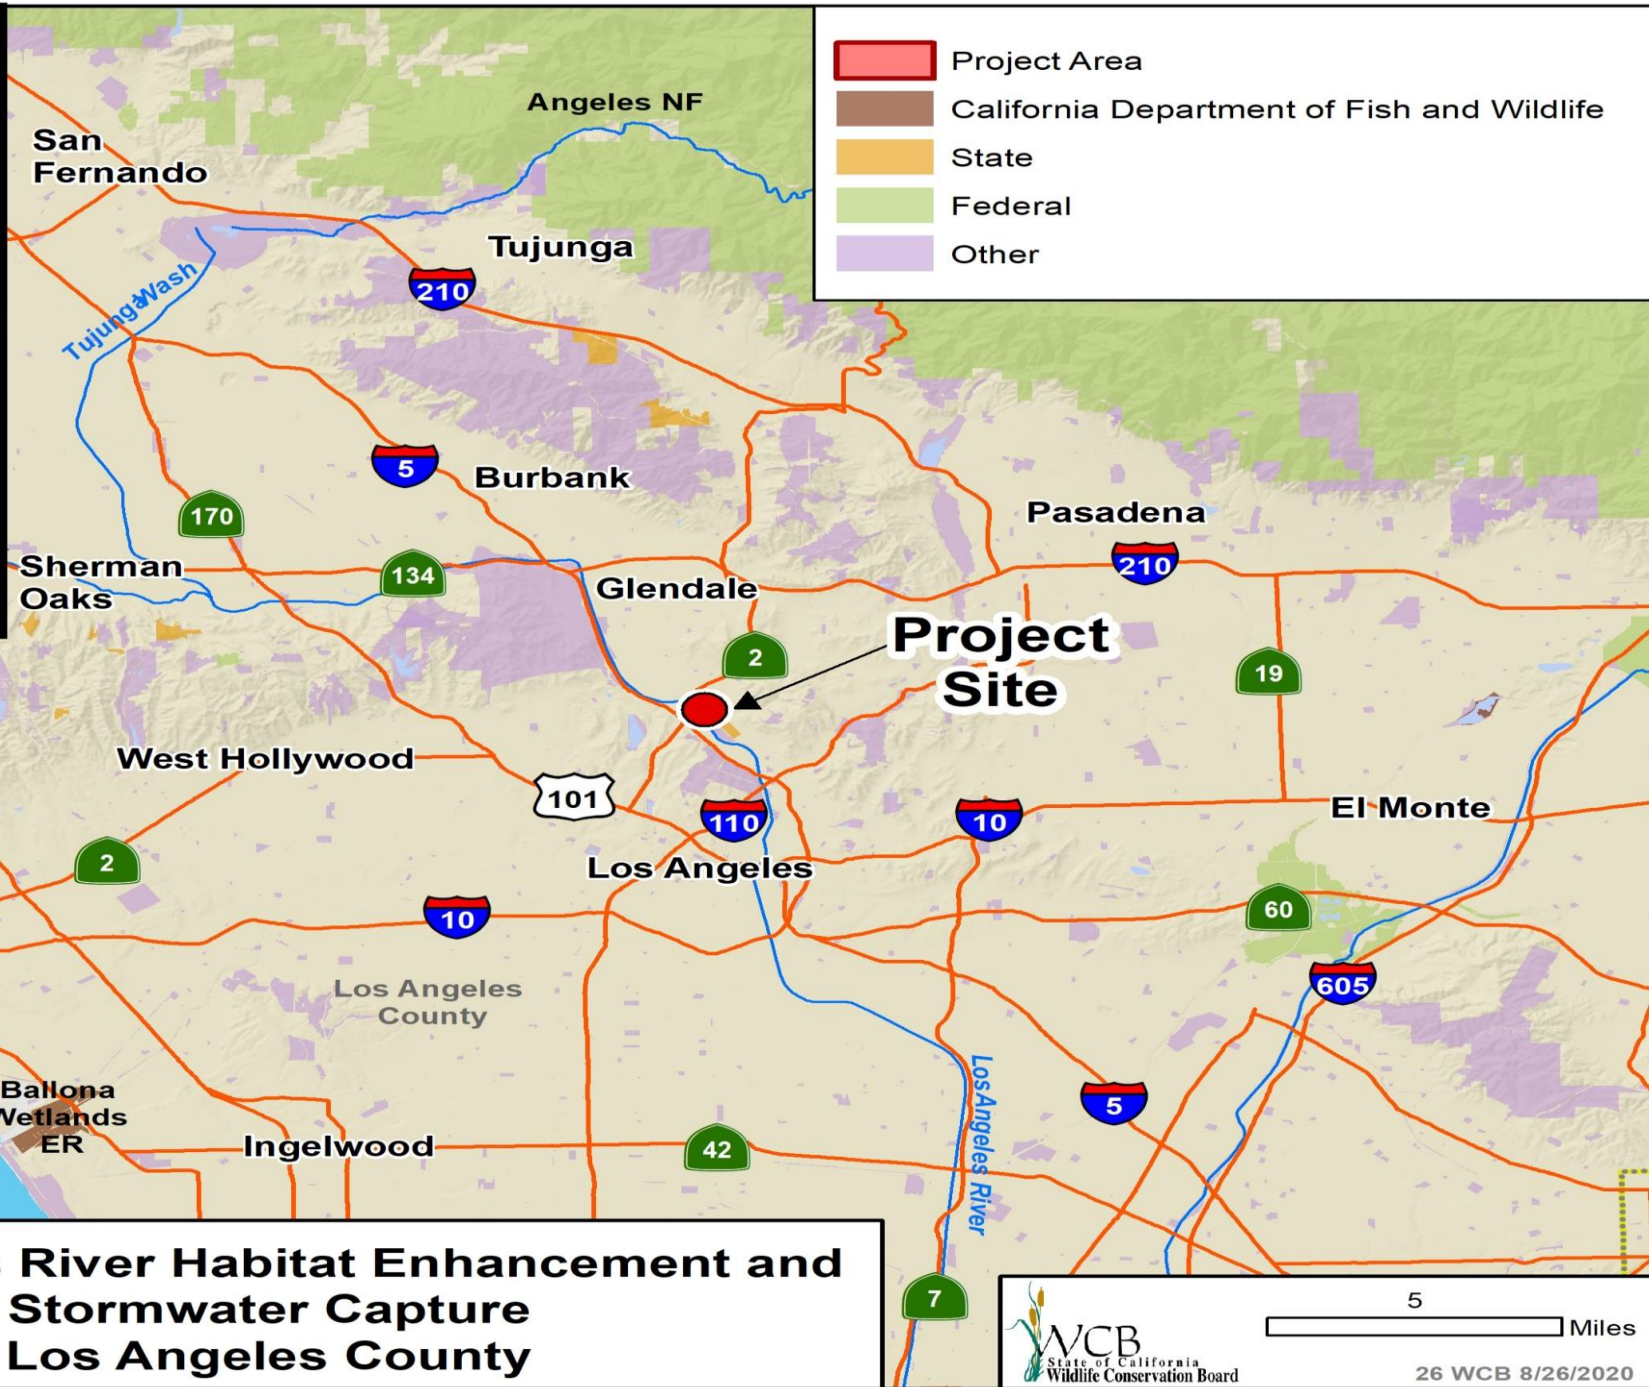 Project Area
California Department of Fish and Wildlife
State
Federal
Other
Angeles NF
San
Fernando
Tujunga
210
Tujunga Wash
5
Burbank
170
Pasadena
210
Sherman
Oaks
134
Glendale
Project
Site
2
19
West Hollywood
101
110
10
El Monte
2
Los Angeles
10
60
605
Los Angeles
County
Ballona
Wetlands
ER
5
Los Angeles River
Ingelwood
42
7
River Habitat Enhancement and
Stormwater Capture
Los Angeles County
WCB
State of California
Wildlife Conservation Board
5
Miles
26 WCB 8/26/2020